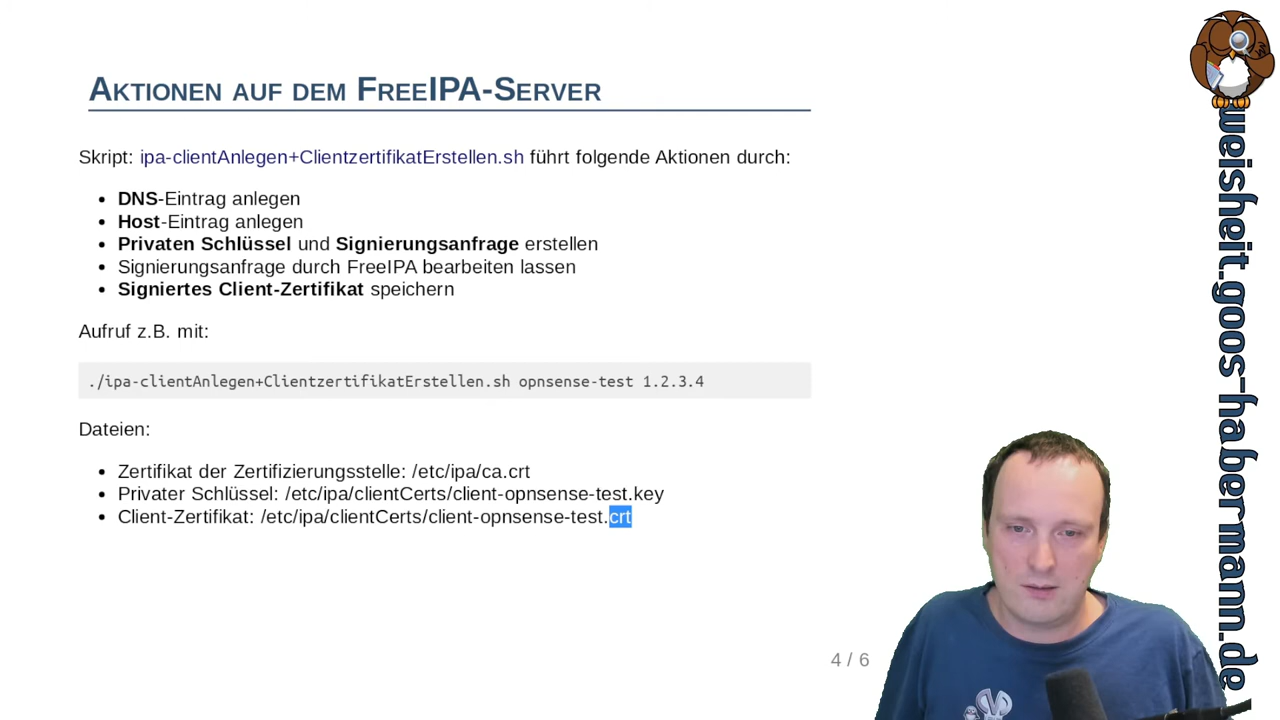 AKTIONEN AUF DEM FREEIPA-SERVER
Skript: ipa-clientAnlegen+ClientzertifikatErstellen.sh führt folgende Aktionen durch:
• DNS-Eintrag anlegen
• Host-Eintrag anlegen
• Privaten Schlüssel und Signierungsanfrage erstellen
• Signierungsanfrage durch FreeIPA bearbeiten lassen
• Signiertes Client-Zertifikat speichern
Aufruf z.B. mit:
./ipa-clientAnlegen+ClientzertifikatErstellen.sh opnsense-test 1.2.3.4
Dateien:
• Zertifikat der Zertifizierungsstelle: /etc/ipa/ca.crt
• Privater Schlüssel: /etc/ipa/clientCerts/client-opnsense-test.key
• Client-Zertifikat: /etc/ipa/clientCerts/client-opnsense-test.crt
4 / 6
weisheit.goos-habermann.de